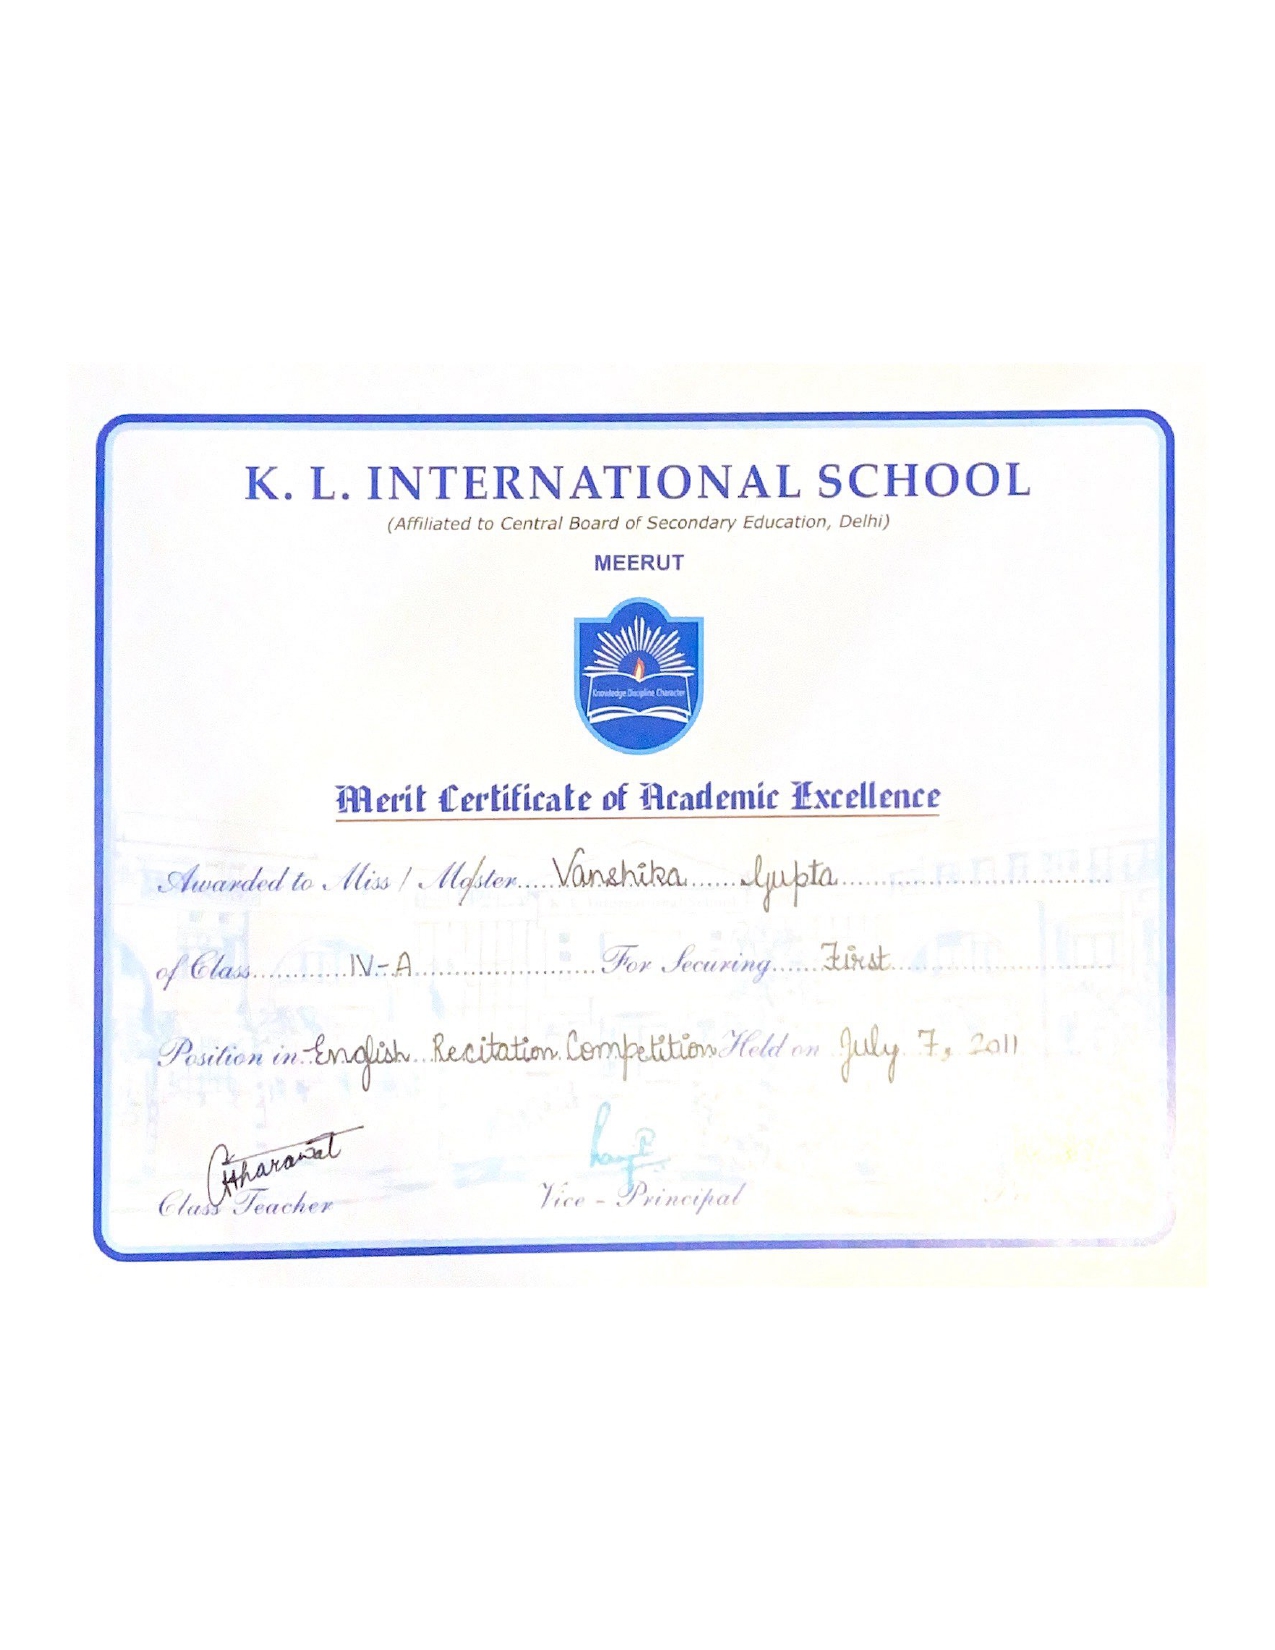 K. L. INTERNATIONAL SCHOOL
(Affiliated to Central Board of Secondary Education, Delhi)
MEERUT
Knowledge Discipline Character
Merit Certificate of Academic Excellence
Awarded to Miss / Master.....Vanshika......Gupta
of Class............IV-A..............For Securing......First
Position in..English..Recitation.Competition Held on July 7, 2011
Class Teacher Vice - Principal